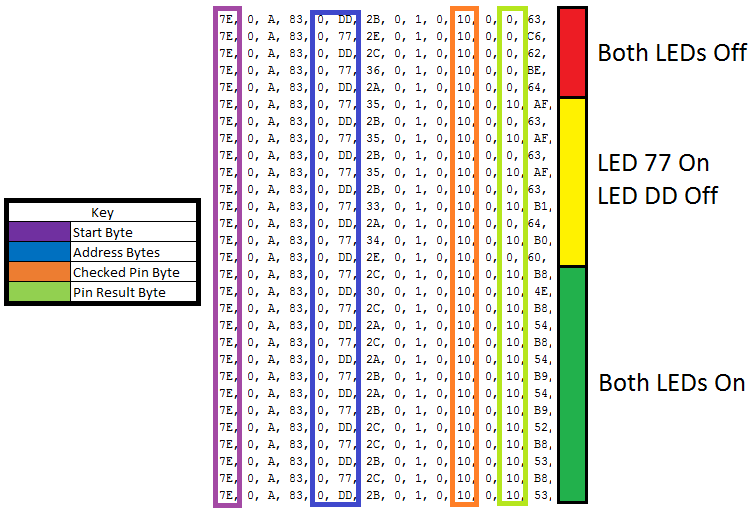 7E, 0, A, 83, 0, DD, 2B, 0, 1, 0, 10, 0, 0, 63,
7E, 0, A, 83, 0, 77, 2E, 0, 1, 0, 10, 0, 0, C6,
7E, 0, A, 83, 0, DD, 2C, 0, 1, 0, 10, 0, 0, 62,
7E, 0, A, 83, 0, 77, 36, 0, 1, 0, 10, 0, 0, BE,
7E, 0, A, 83, 0, DD, 2A, 0, 1, 0, 10, 0, 0, 64,
7E, 0, A, 83, 0, 77, 35, 0, 1, 0, 10, 0, 10, AF,
7E, 0, A, 83, 0, DD, 2B, 0, 1, 0, 10, 0, 0, 63,
7E, 0, A, 83, 0, 77, 35, 0, 1, 0, 10, 0, 10, AF,
7E, 0, A, 83, 0, DD, 2B, 0, 1, 0, 10, 0, 0, 63,
7E, 0, A, 83, 0, 77, 35, 0, 1, 0, 10, 0, 10, AF,
7E, 0, A, 83, 0, DD, 2B, 0, 1, 0, 10, 0, 0, 63,
7E, 0, A, 83, 0, 77, 33, 0, 1, 0, 10, 0, 10, B1,
7E, 0, A, 83, 0, DD, 2A, 0, 1, 0, 10, 0, 0, 64,
7E, 0, A, 83, 0, 77, 34, 0, 1, 0, 10, 0, 10, B0,
7E, 0, A, 83, 0, DD, 2E, 0, 1, 0, 10, 0, 0, 60,
7E, 0, A, 83, 0, 77, 2C, 0, 1, 0, 10, 0, 10, B8,
7E, 0, A, 83, 0, DD, 30, 0, 1, 0, 10, 0, 10, 4E,
7E, 0, A, 83, 0, 77, 2C, 0, 1, 0, 10, 0, 10, B8,
7E, 0, A, 83, 0, DD, 2A, 0, 1, 0, 10, 0, 10, 54,
7E, 0, A, 83, 0, 77, 2C, 0, 1, 0, 10, 0, 10, B8,
7E, 0, A, 83, 0, DD, 2A, 0, 1, 0, 10, 0, 10, 54,
7E, 0, A, 83, 0, 77, 2B, 0, 1, 0, 10, 0, 10, B9,
7E, 0, A, 83, 0, DD, 2A, 0, 1, 0, 10, 0, 10, 54,
7E, 0, A, 83, 0, 77, 2B, 0, 1, 0, 10, 0, 10, B9,
7E, 0, A, 83, 0, DD, 2C, 0, 1, 0, 10, 0, 10, 52,
7E, 0, A, 83, 0, 77, 2C, 0, 1, 0, 10, 0, 10, B8,
7E, 0, A, 83, 0, DD, 2B, 0, 1, 0, 10, 0, 10, 53,
7E, 0, A, 83, 0, 77, 2C, 0, 1, 0, 10, 0, 10, B8,
7E, 0, A, 83, 0, DD, 2B, 0, 1, 0, 10, 0, 10, 53,
Both LEDs Off
LED 77 On
LED DD Off
Both LEDs On
Key
Start Byte
Address Bytes
Checked Pin Byte
Pin Result Byte